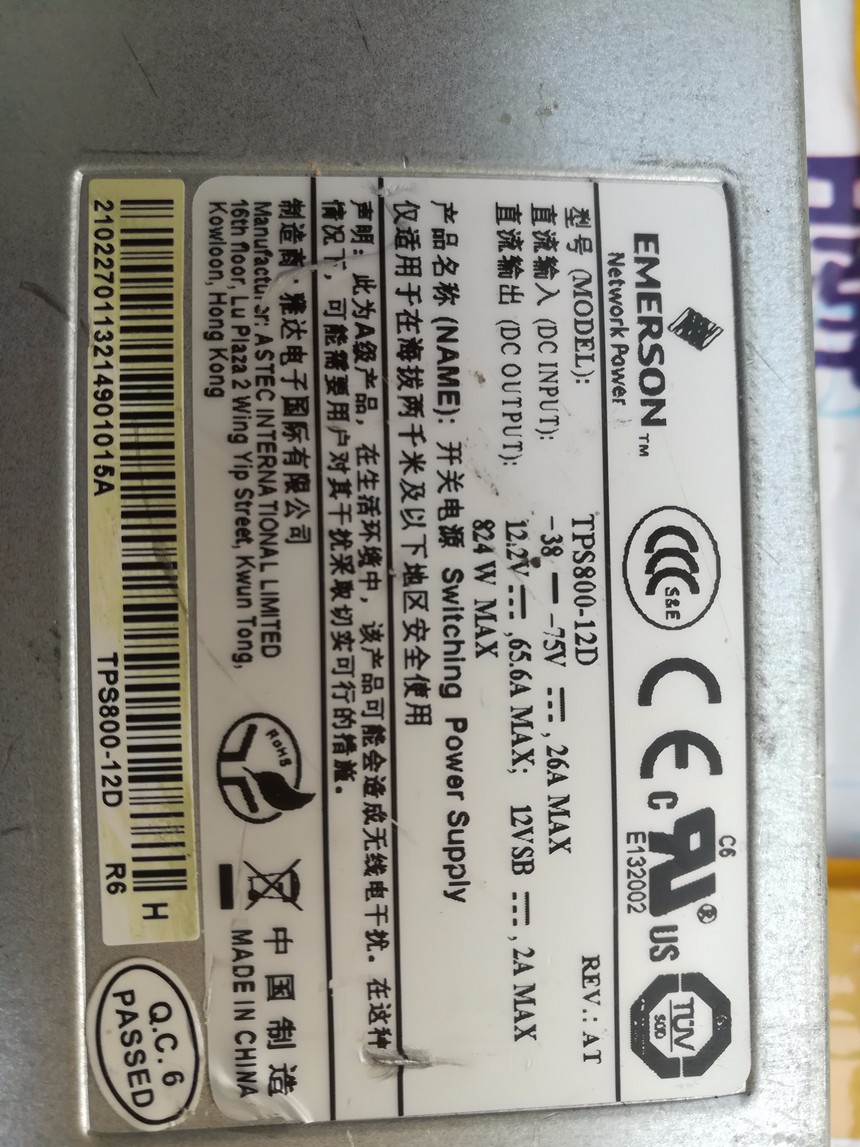 EMERSON™
Network Power
S&E
CE
C6
c UL® US
E132002
TÜV
型号 (MODEL): TPS800-12D REV.: AT
直流输入 (DC INPUT): -38 — -75V ⎓, 26A MAX
直流输出 (DC OUTPUT): 12.2V ⎓, 65.6A MAX; 12VSB ⎓, 2A MAX
824W MAX
产品名称 (NAME): 开关电源 Switching Power Supply
仅适用于在海拔两千米及以下地区安全使用
声明: 此为A级产品, 在生活环境中, 该产品可能会造成无线电干扰。在这种
情况下, 可能需要用户对其干扰采取切实可行的措施。
制造商: 雅达电子国际有限公司
Manufacturer: ASTEC INTERNATIONAL LIMITED
16th floor, Lu Plaza 2 Wing Yip Street, Kwun Tong,
Kowloon, Hong Kong
RoHS
中国制造
MADE IN CHINA
H
2102270113214901015A TPS800-12D R6
Q.C. 6
PASSED